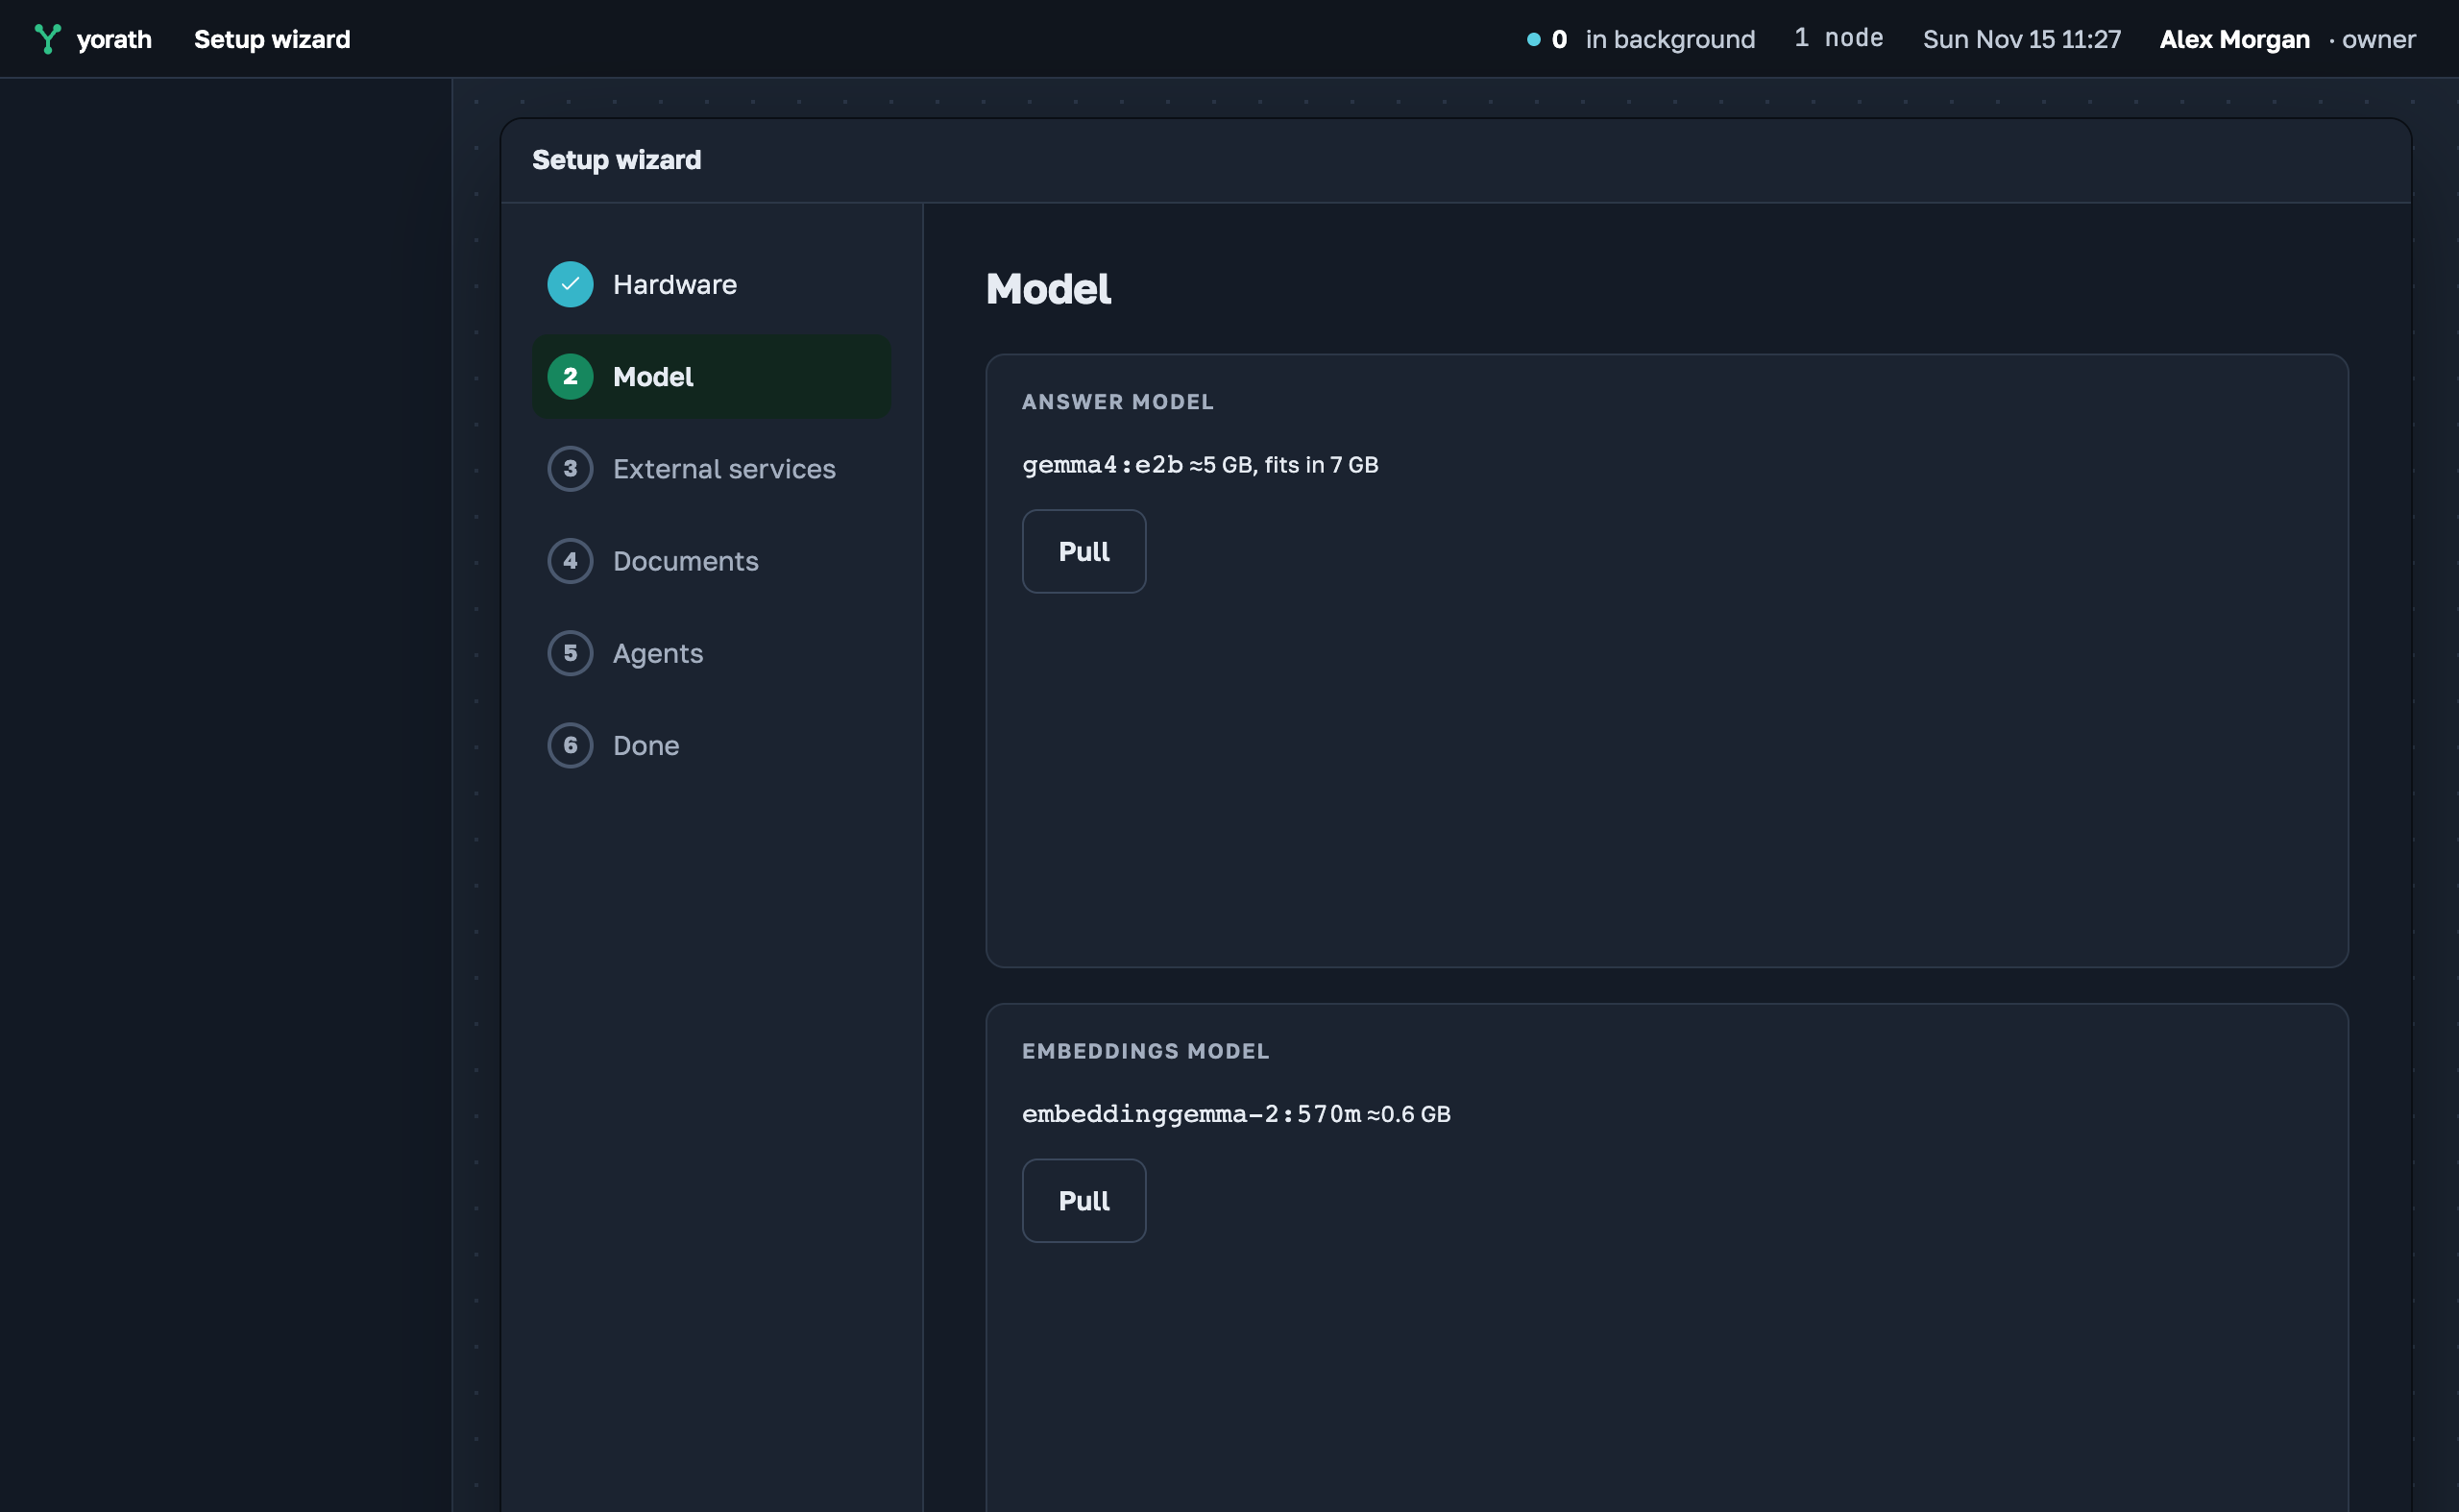 yorath Setup wizard 0 in background 1 node Sun Nov 15 11:27 Alex Morgan · owner
Setup wizard
Hardware
2 Model
3 External services
4 Documents
5 Agents
6 Done
Model
ANSWER MODEL
gemma4:e2b ≈5 GB, fits in 7 GB
Pull
EMBEDDINGS MODEL
embeddinggemma-2:570m ≈0.6 GB
Pull